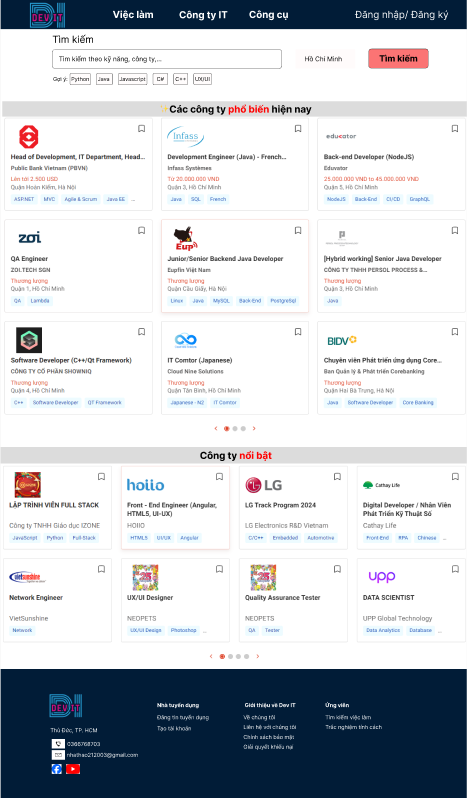 DEV IT
Việc làm
Công ty IT
Công cụ
Đăng nhập/ Đăng ký
Tìm kiếm
Tìm kiếm theo kỹ năng, công ty,...
Hồ Chí Minh
Tìm kiếm
Gợi ý: Python Java Javascript C# C++ UX/UI
✨Các công ty phổ biến hiện nay
Head of Development, IT Department, Head...
Public Bank Vietnam (PBVN)
Lên tới 2.500 USD
Quận Hoàn Kiếm, Hà Nội
ASP.NET MVC Agile & Scrum Java EE ...
Infass
Development Engineer (Java) - French...
Infass Systèmes
Từ 20.000.000 VND
Quận 3, Hồ Chí Minh
Java SQL French
educator
Back-end Developer (NodeJS)
Eduvator
25.000.000 VND to 45.000.000 VND
Quận 5, Hồ Chí Minh
NodeJS Back-End CI/CD GraphQL
zoi
QA Engineer
ZOI.TECH SGN
Thương lượng
Quận 1, Hồ Chí Minh
QA Lambda
Eup
Junior/Senior Backend Java Developer
Eupfin Việt Nam
Thương lượng
Quận Cầu Giấy, Hà Nội
Linux Java MySQL Back-End PostgreSql
[Hybrid working] Senior Java Developer
CÔNG TY TNHH PERSOL PROCESS &...
Thương lượng
Quận 3, Hồ Chí Minh
Java
Software Developer (C++/Qt Framework)
CÔNG TY CỔ PHẦN SHOWNIQ
Thương lượng
Quận 4, Hồ Chí Minh
C++ Software Developer QT Framework
IT Comtor (Japanese)
Cloud Nine Solutions
Thương lượng
Quận Tân Bình, Hồ Chí Minh
Japanese - N2 IT Comtor
BIDV
Chuyên viên Phát triển ứng dụng Core...
Ban Quản lý & Phát triển Corebanking
Thương lượng
Quận Hai Bà Trưng, Hà Nội
Java Software Developer Core Banking
Công ty nổi bật
LẬP TRÌNH VIÊN FULL STACK
Công ty TNHH Giáo dục IZONE
JavaScript Python Full-Stack
hoiio
Front - End Engineer (Angular, HTML5, UI-UX)
HOIIO
HTML5 UI/UX Angular
LG
LG Track Program 2024
LG Electronics R&D Vietnam
C/C++ Embedded Automotive
Cathay Life
Digital Developer / Nhân Viên Phát Triển Kỹ Thuật Số
Cathay Life
Front-End RPA Chinese ...
vietsunshine
Network Engineer
VietSunshine
Network
UX/UI Designer
NEOPETS
UX/UI Design Photoshop ...
Quality Assurance Tester
NEOPETS
QA Tester
upp
DATA SCIENTIST
UPP Global Technology
Data Analytics Database ...
DEV IT
Thủ Đức, TP. HCM
0366768703
nhathao212003@gmail.com
Nhà tuyển dụng
Đăng tin tuyển dụng
Tạo tài khoản
Giới thiệu về Dev IT
Về chúng tôi
Liên hệ với chúng tôi
Chính sách bảo mật
Giải quyết khiếu nại
Ứng viên
Tìm kiếm việc làm
Trắc nghiệm tính cách